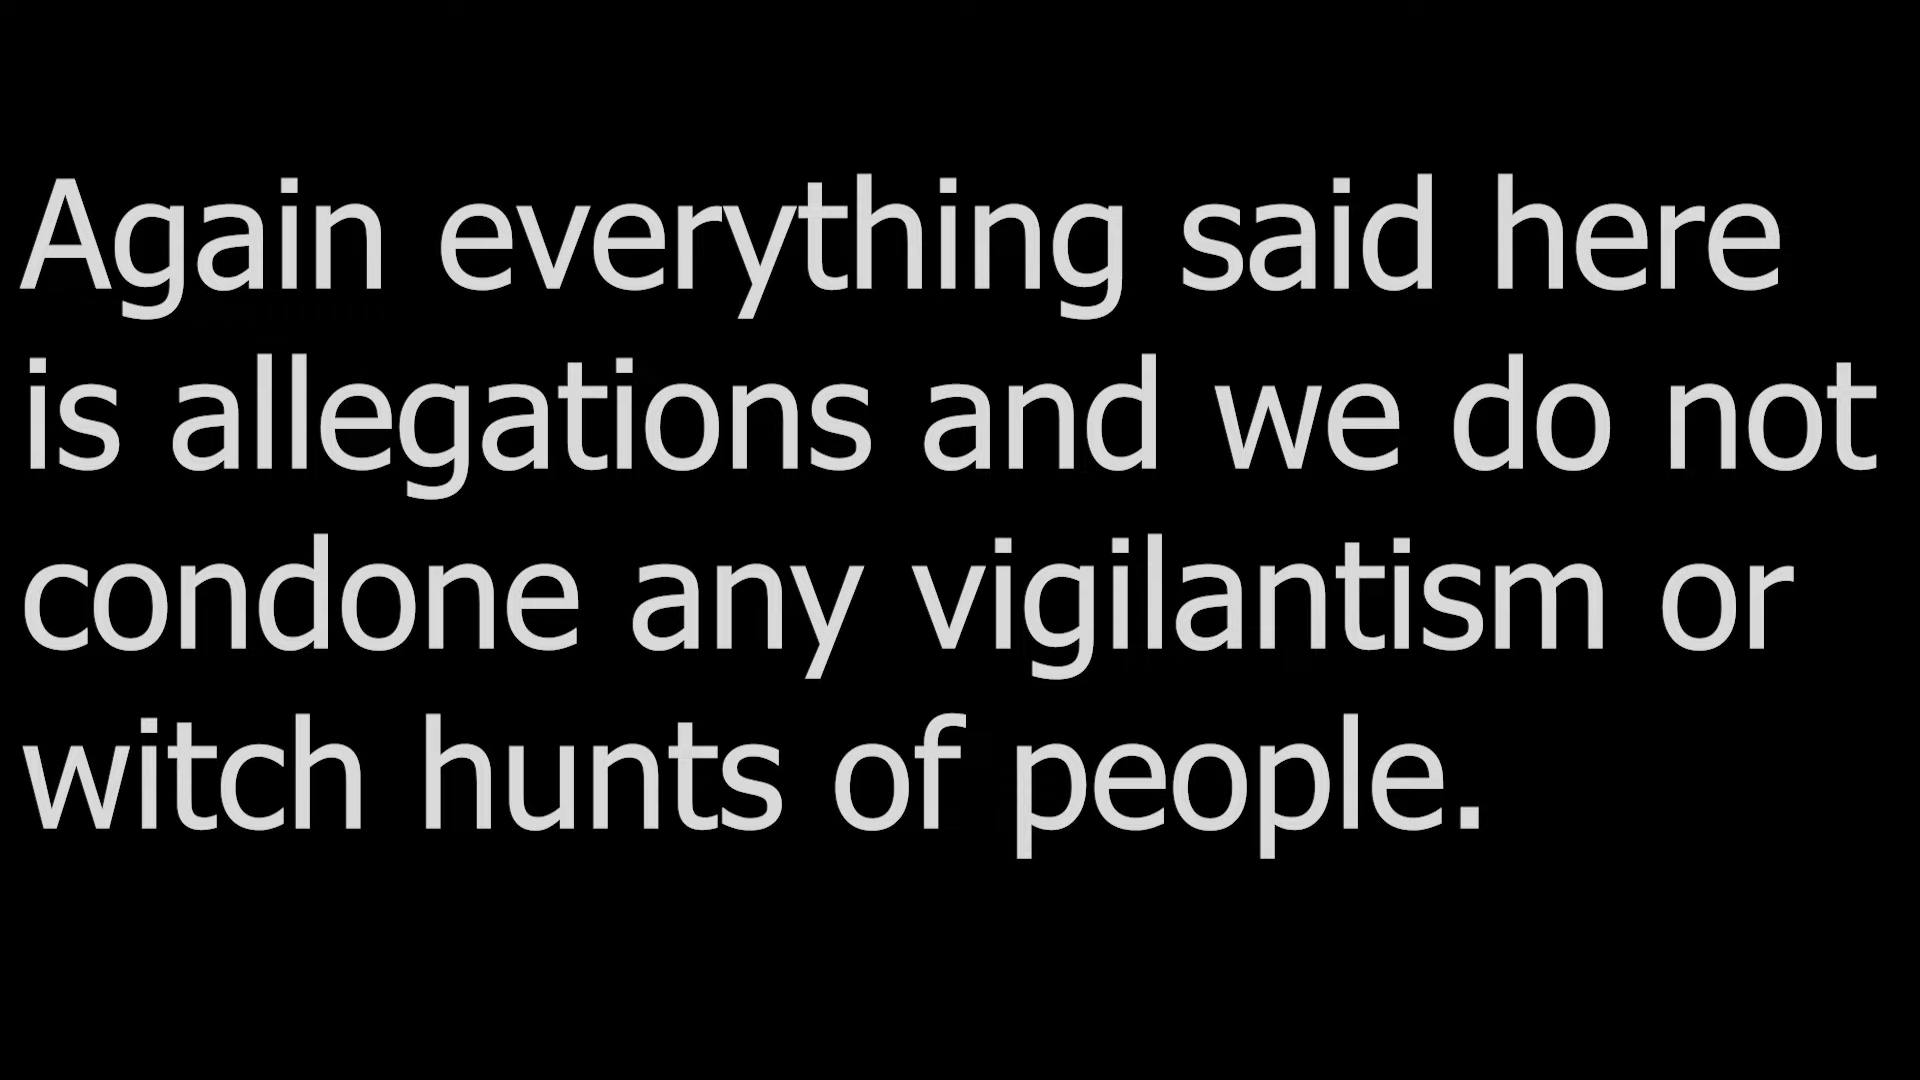 Again everything said here
is allegations and we do not
condone any vigilantism or
witch hunts of people.